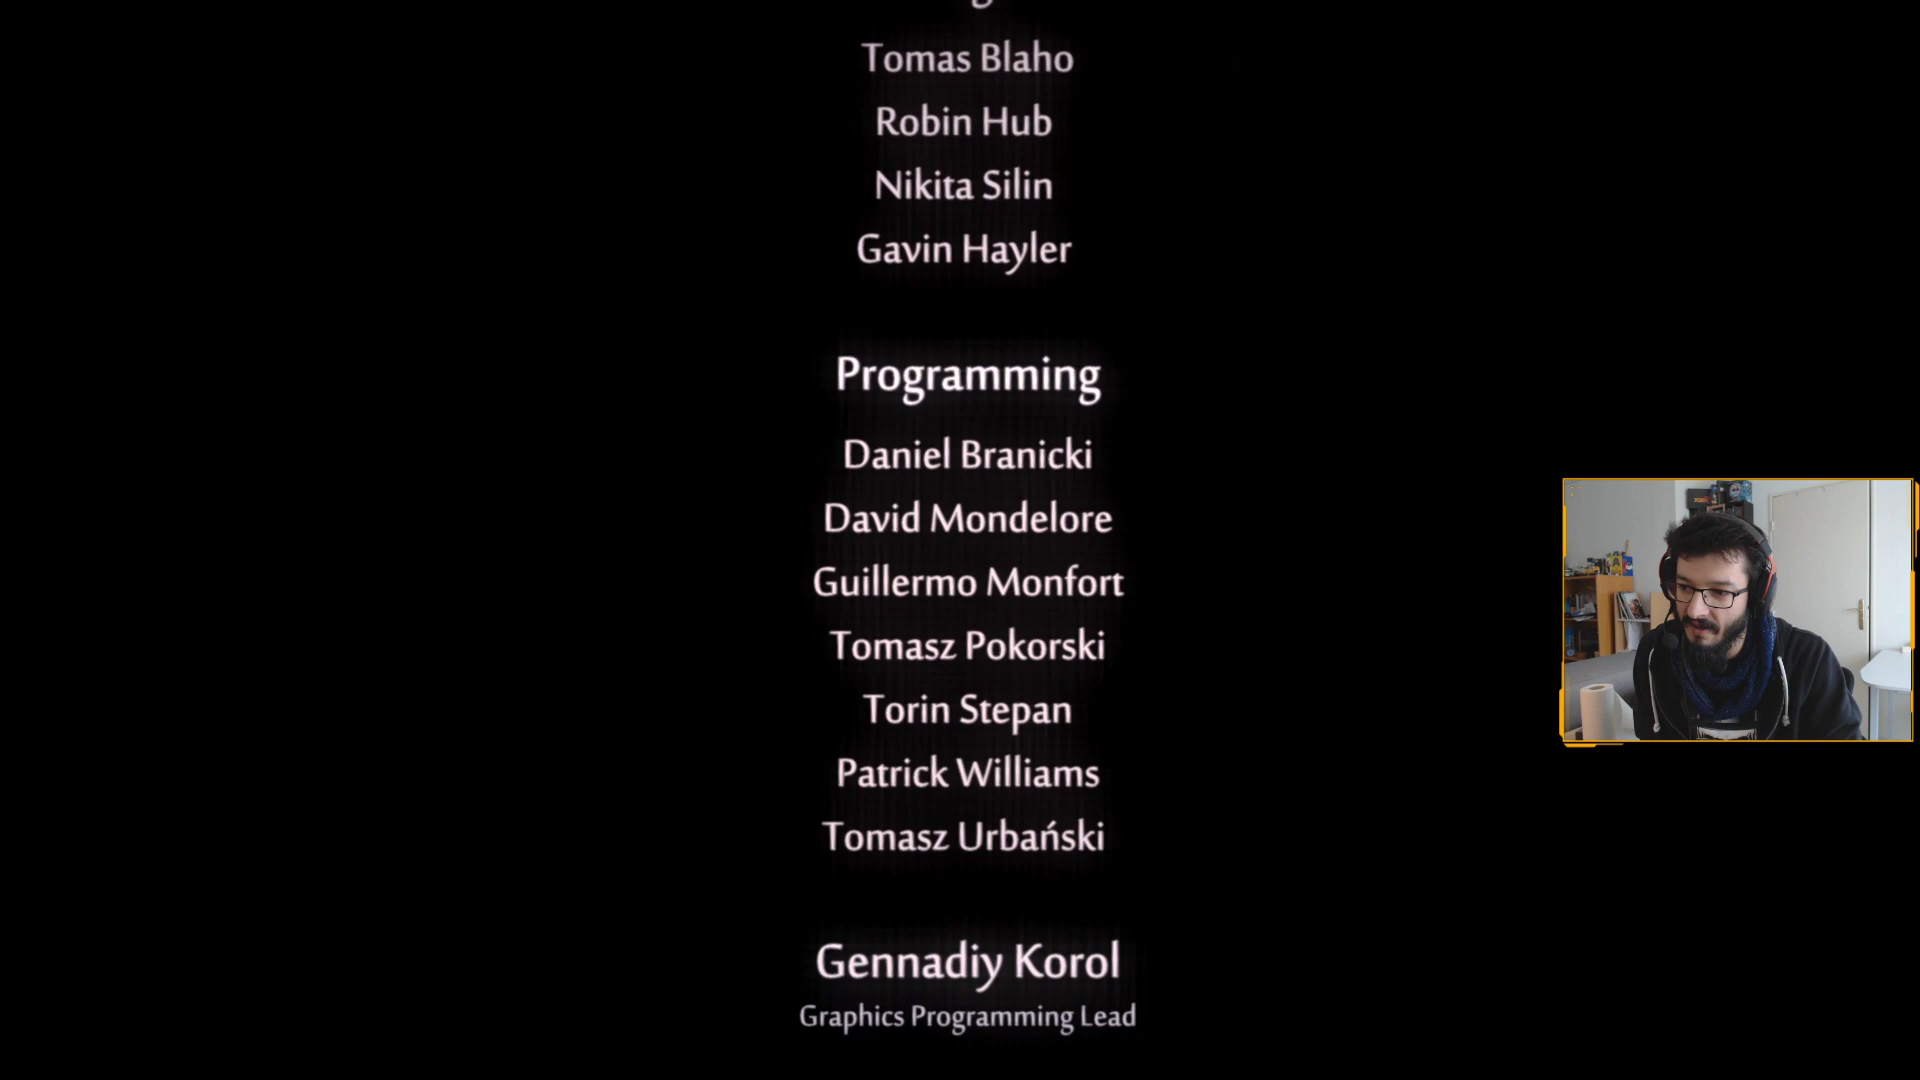 Tomas Blaho
Robin Hub
Nikita Silin
Gavin Hayler
Programming
Daniel Branicki
David Mondelore
Guillermo Monfort
Tomasz Pokorski
Torin Stepan
Patrick Williams
Tomasz Urbański
Gennadiy Korol
Graphics Programming Lead